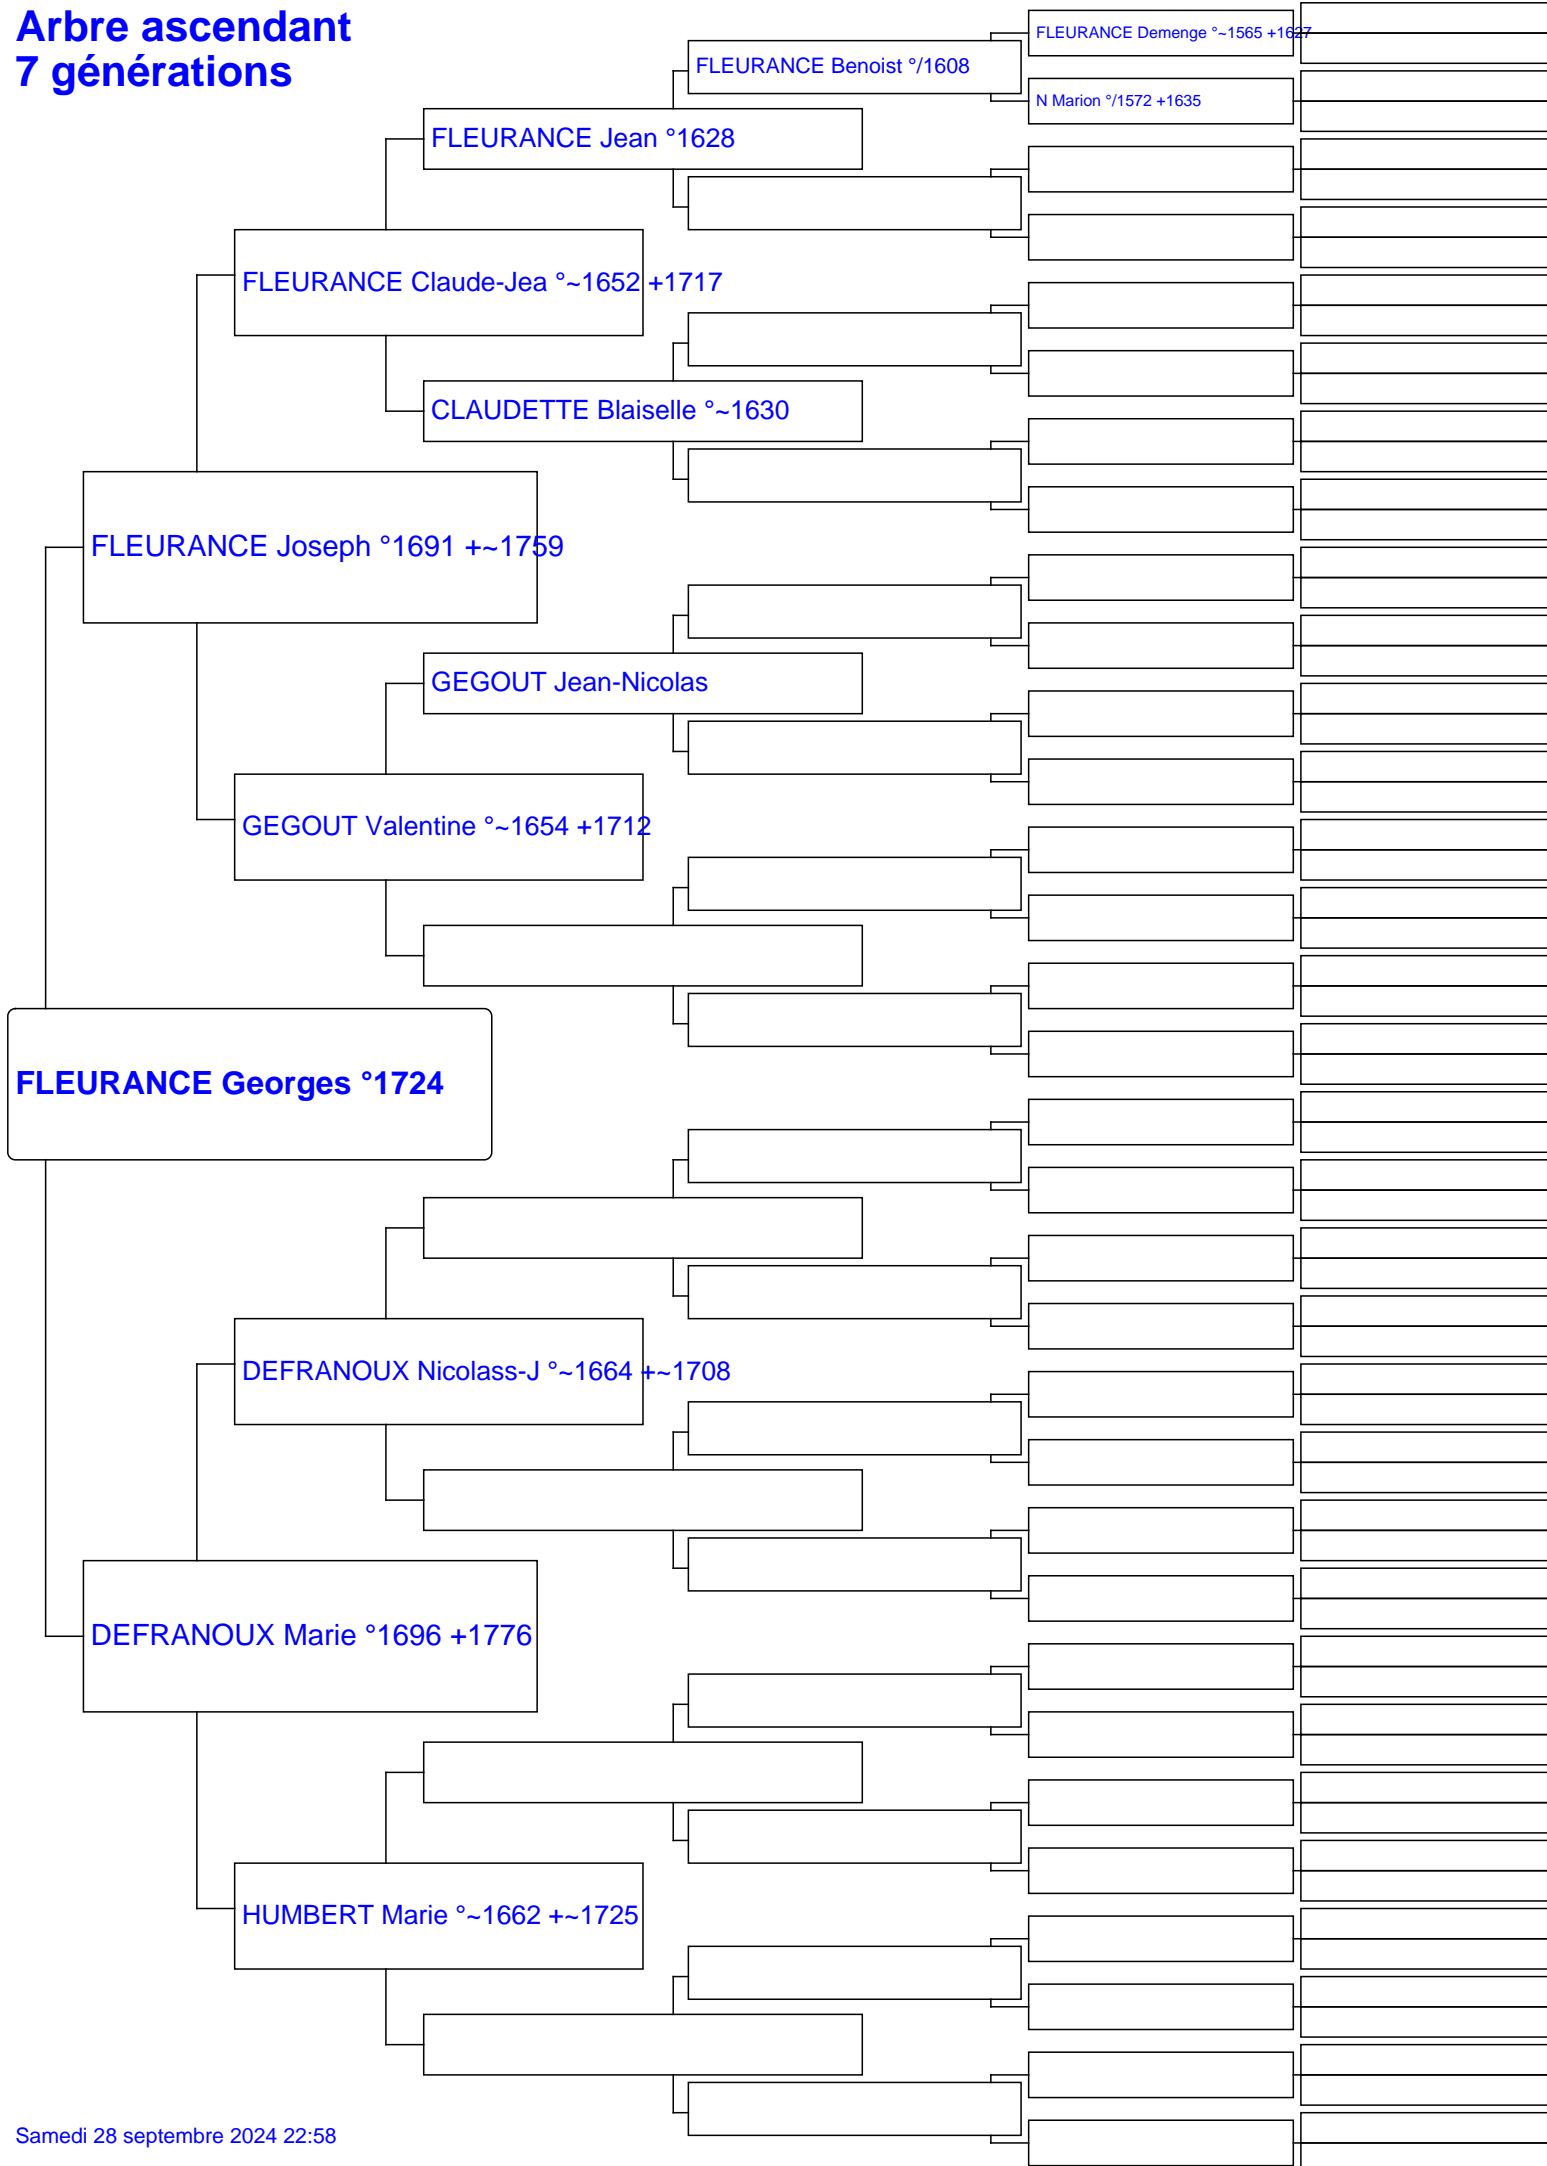 Arbre ascendant
7 générations
FLEURANCE Demenge °~1565 +1627
FLEURANCE Benoist °/1608
N Marion °/1572 +1635
FLEURANCE Jean °1628
FLEURANCE Claude-Jea °~1652 +1717
CLAUDETTE Blaiselle °~1630
FLEURANCE Joseph °1691 +~1759
GEGOUT Jean-Nicolas
GEGOUT Valentine °~1654 +1712
FLEURANCE Georges °1724
DEFRANOUX Nicolass-J °~1664 +~1708
DEFRANOUX Marie °1696 +1776
HUMBERT Marie °~1662 +~1725
Samedi 28 septembre 2024 22:58